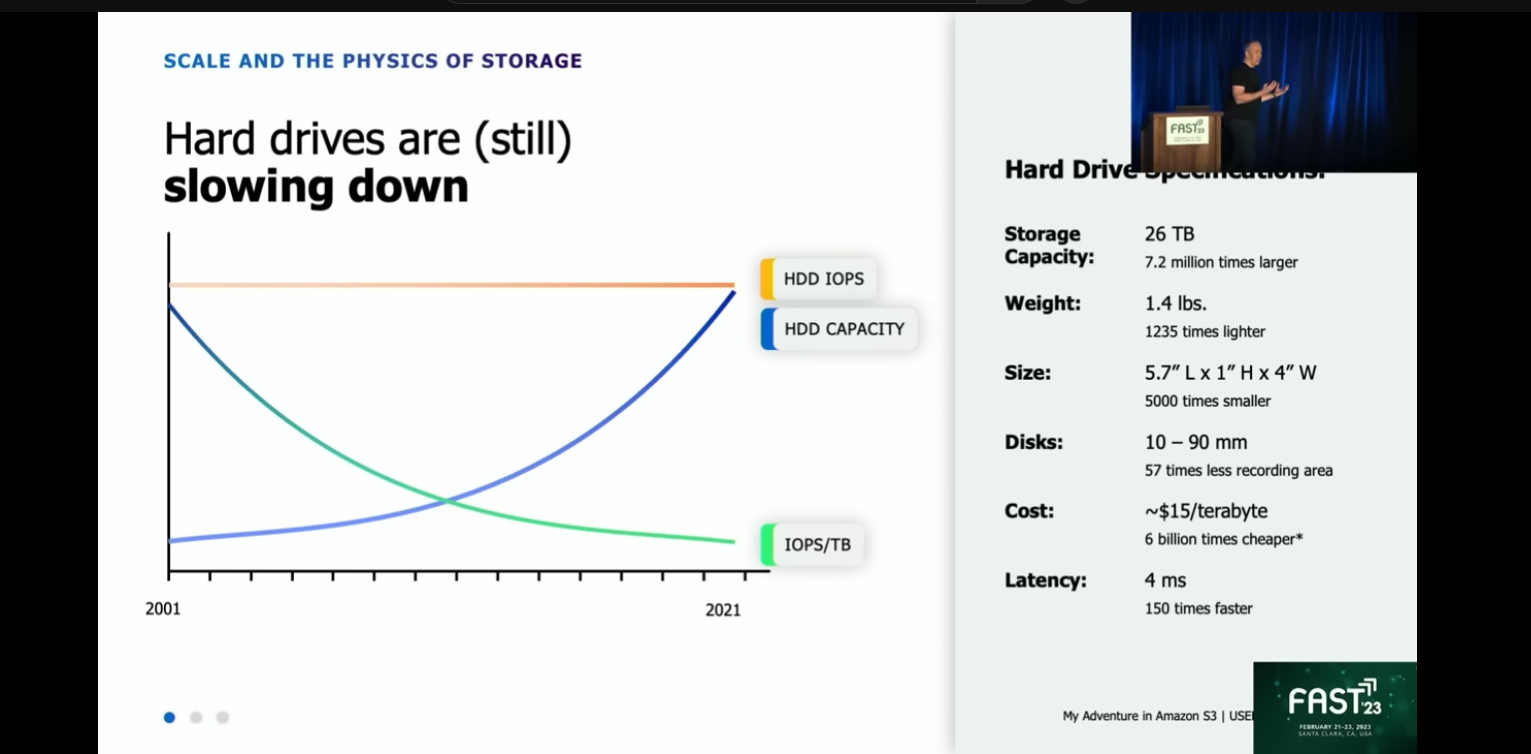 SCALE AND THE PHYSICS OF STORAGE
Hard drives are (still)
slowing down
HDD IOPS
HDD CAPACITY
IOPS/TB
2001
2021
FAST'23
Hard Drive Specifications:
Storage Capacity:
26 TB
7.2 million times larger
Weight:
1.4 lbs.
1235 times lighter
Size:
5.7” L x 1” H x 4” W
5000 times smaller
Disks:
10 – 90 mm
57 times less recording area
Cost:
~$15/terabyte
6 billion times cheaper*
Latency:
4 ms
150 times faster
My Adventure in Amazon S3 |
FAST'23
FEBRUARY 21–23, 2023
SANTA CLARA, CA, USA